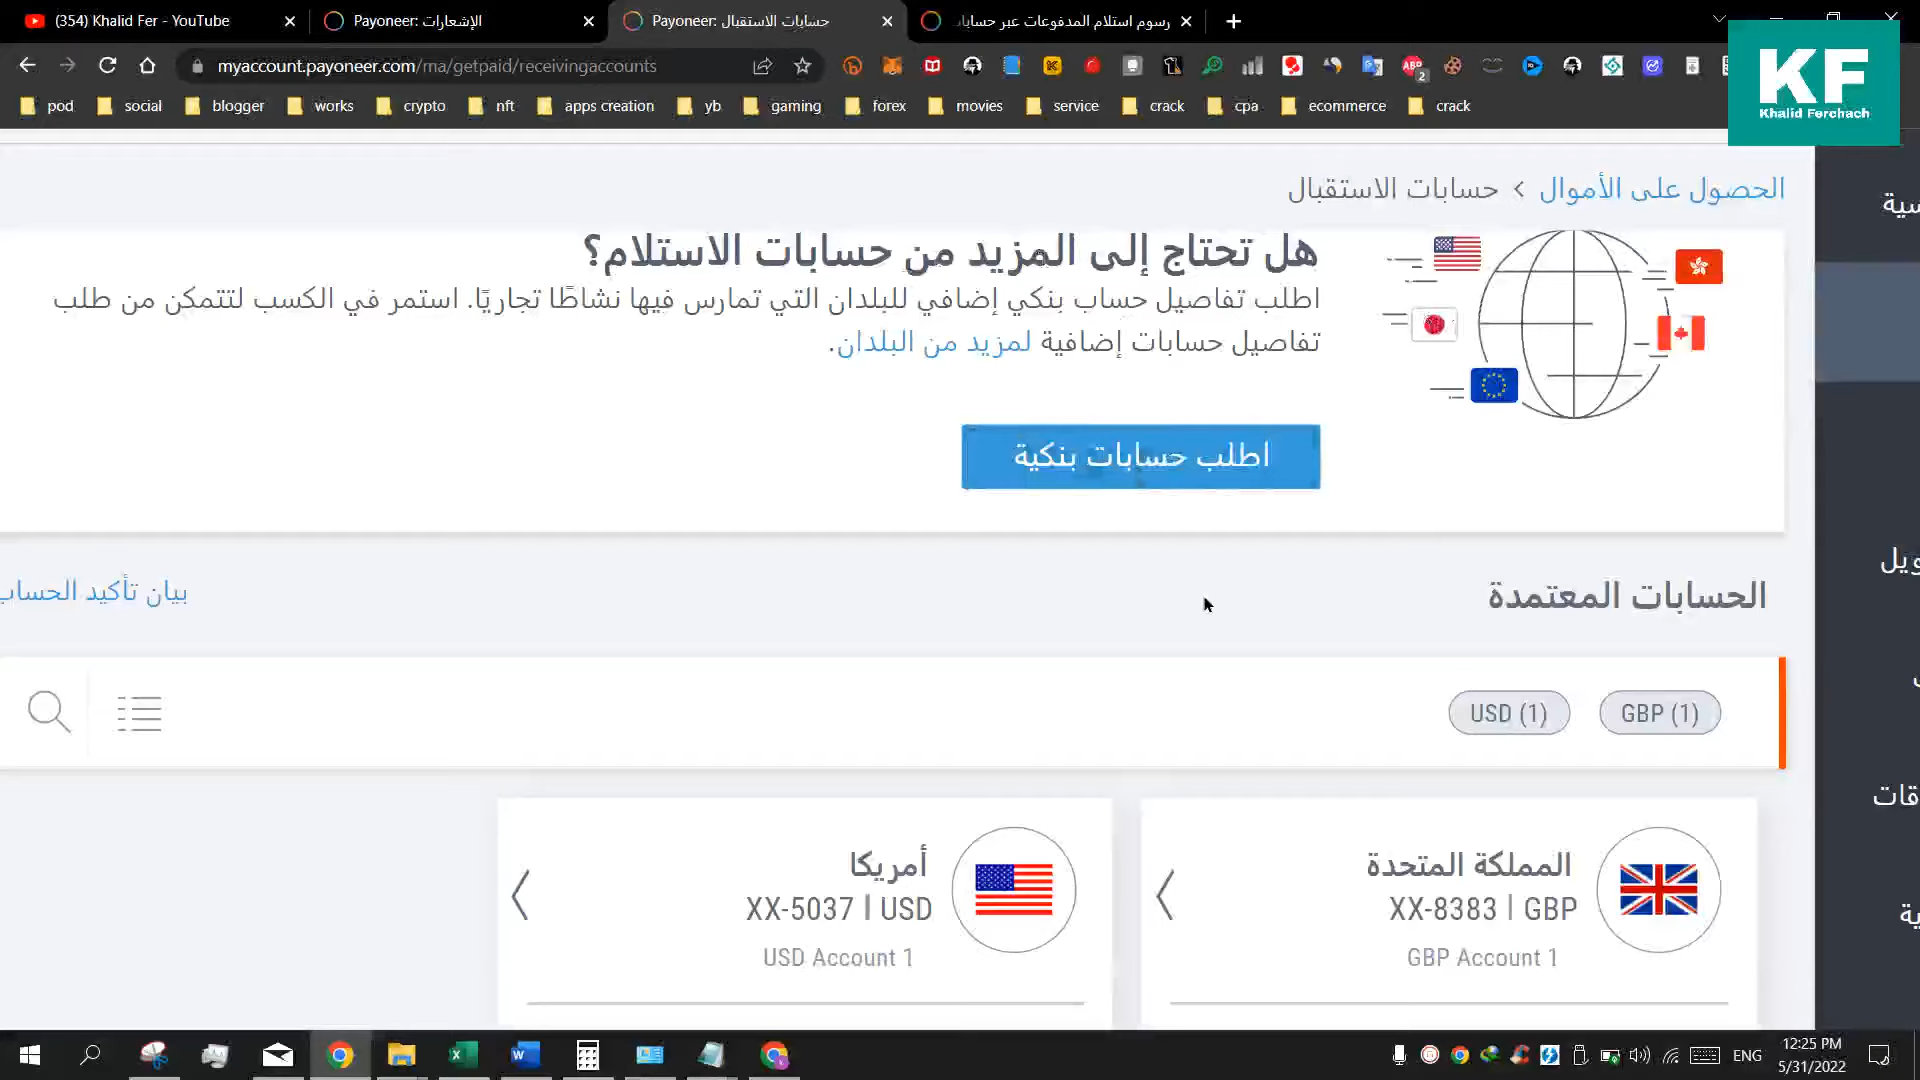 (354) Khalid Fer - YouTube
Payoneer: الإشعارات
Payoneer: حسابات الاستقبال
رسوم استلام المدفوعات عبر
myaccount.payoneer.com/ma/getpaid/receivingaccounts
ABP
2
pod
social
blogger
works
crypto
nft
apps creation
yb
gaming
forex
movies
service
crack
cpa
ecommerce
crack
KF
Khalid Ferchach
الحصول على الأموال > حسابات الاستقبال
هل تحتاج إلى المزيد من حسابات الاستلام؟
اطلب تفاصيل حساب بنكي إضافي للبلدان التي تمارس فيها نشاطًا تجاريًا. استمر في الكسب لتتمكن من طلب
تفاصيل حسابات إضافية لمزيد من البلدان.
اطلب حسابات بنكية
الحسابات المعتمدة
بيان تأكيد الحساب
GBP (1)
USD (1)
المملكة المتحدة
XX-8383 | GBP
GBP Account 1
أمريكا
XX-5037 | USD
USD Account 1
ENG
12:25 PM
5/31/2022